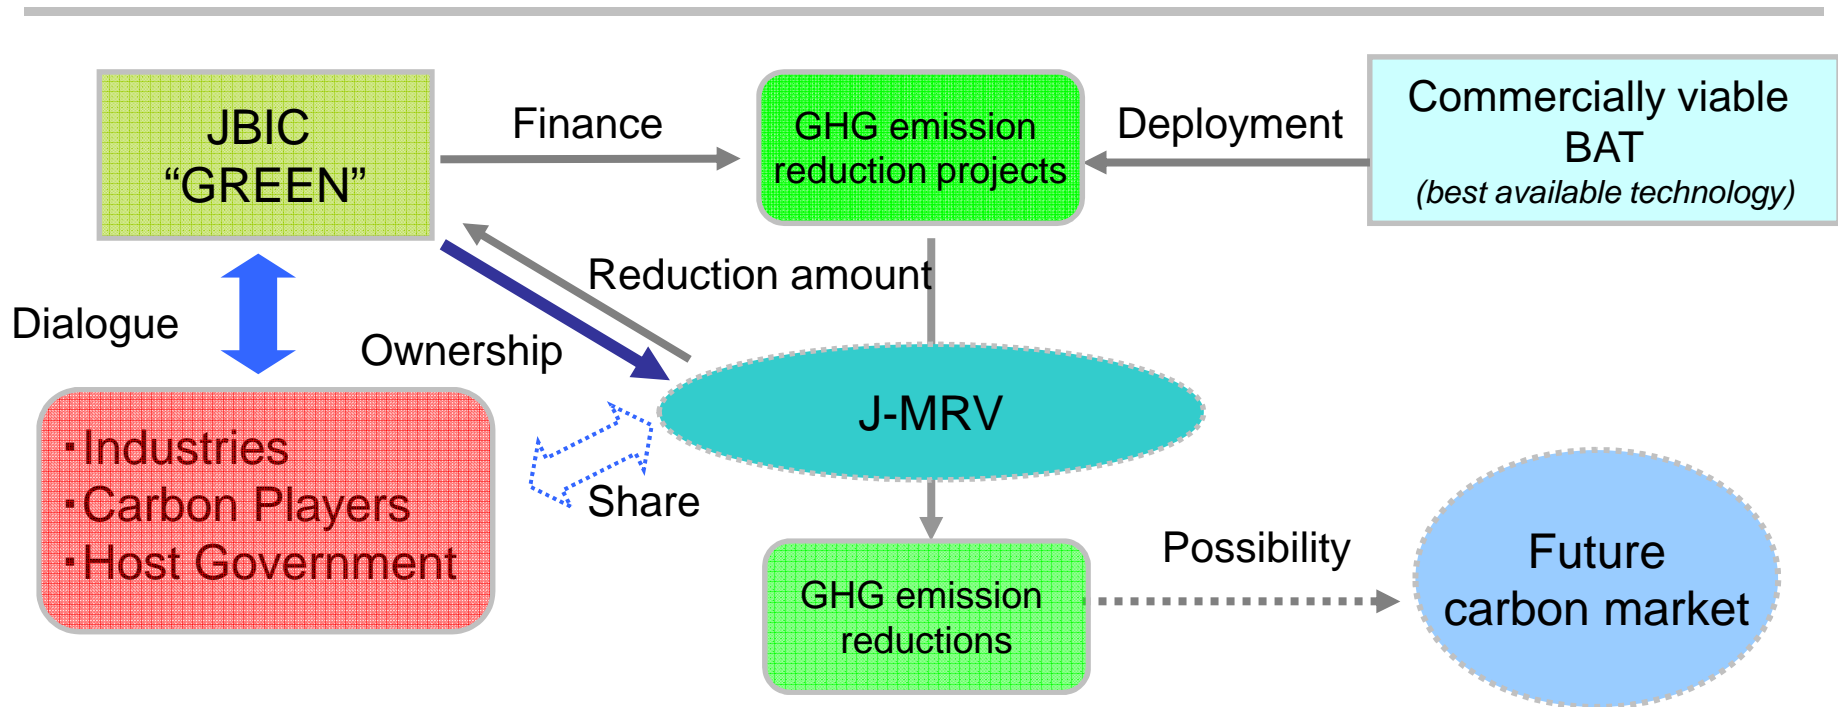 JBIC
“GREEN”
Finance
GHG emission
reduction projects
Deployment
Commercially viable
BAT
(best available technology)
Reduction amount
Dialogue
Ownership
J-MRV
・Industries
・Carbon Players
・Host Government
Share
GHG emission
reductions
Possibility
Future
carbon market